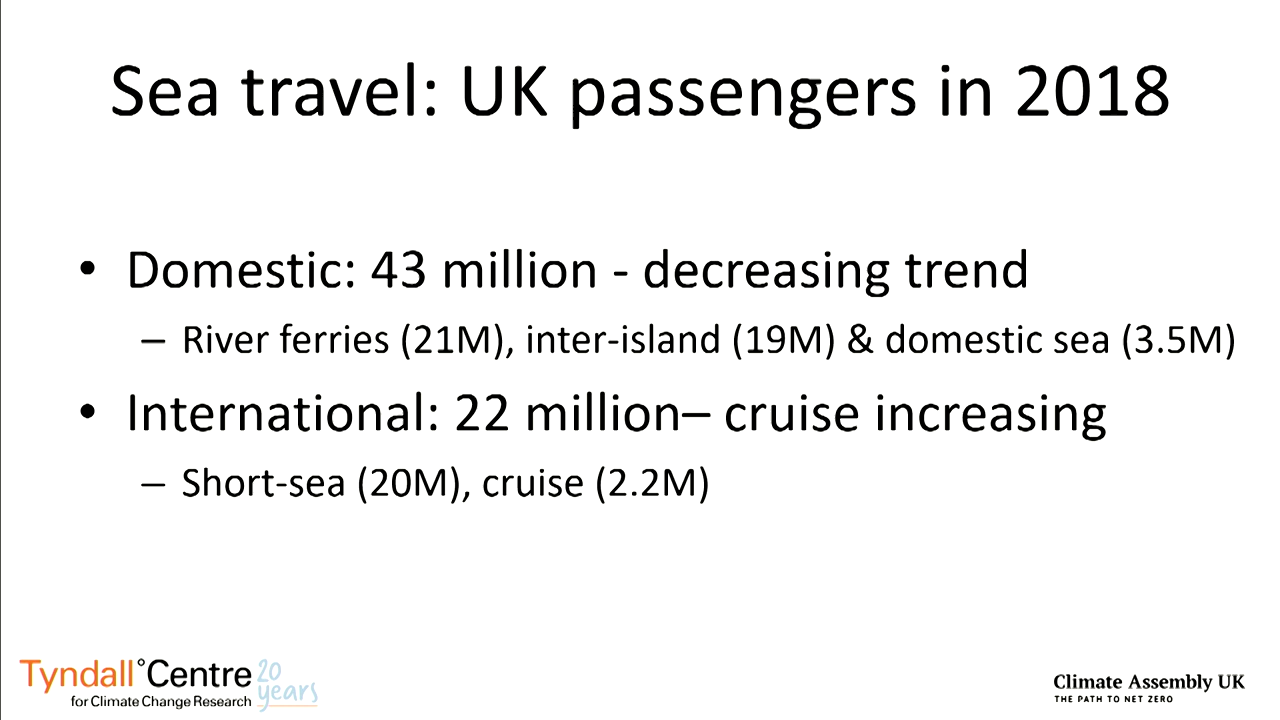 Sea travel: UK passengers in 2018
• Domestic: 43 million - decreasing trend
– River ferries (21M), inter-island (19M) & domestic sea (3.5M)
• International: 22 million– cruise increasing
– Short-sea (20M), cruise (2.2M)
Tyndall°Centre 20 years
for Climate Change Research
Climate Assembly UK
THE PATH TO NET ZERO